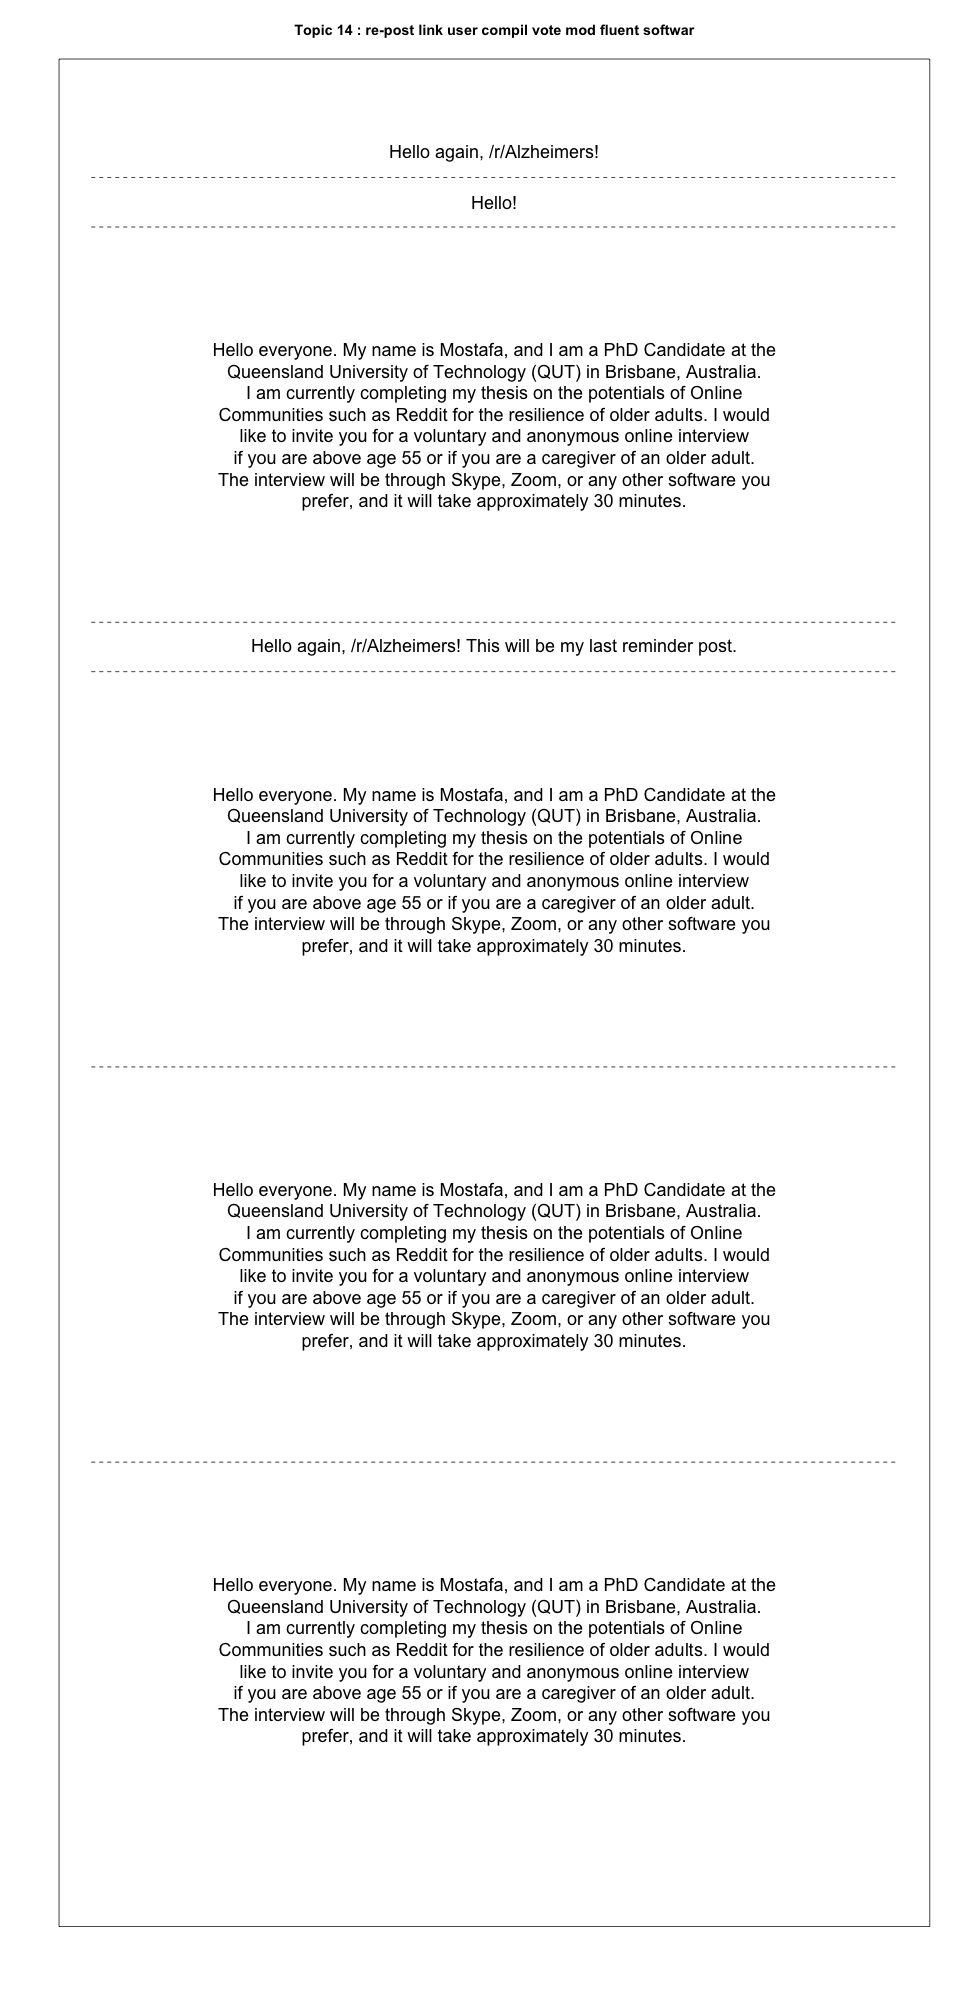 Topic 14 : re-post link user compil vote mod fluent softwar
Hello again, /r/Alzheimers!
Hello!
Hello everyone. My name is Mostafa, and I am a PhD Candidate at the
Queensland University of Technology (QUT) in Brisbane, Australia.
I am currently completing my thesis on the potentials of Online
Communities such as Reddit for the resilience of older adults. I would
like to invite you for a voluntary and anonymous online interview
if you are above age 55 or if you are a caregiver of an older adult.
The interview will be through Skype, Zoom, or any other software you
prefer, and it will take approximately 30 minutes.
Hello again, /r/Alzheimers! This will be my last reminder post.
Hello everyone. My name is Mostafa, and I am a PhD Candidate at the
Queensland University of Technology (QUT) in Brisbane, Australia.
I am currently completing my thesis on the potentials of Online
Communities such as Reddit for the resilience of older adults. I would
like to invite you for a voluntary and anonymous online interview
if you are above age 55 or if you are a caregiver of an older adult.
The interview will be through Skype, Zoom, or any other software you
prefer, and it will take approximately 30 minutes.
Hello everyone. My name is Mostafa, and I am a PhD Candidate at the
Queensland University of Technology (QUT) in Brisbane, Australia.
I am currently completing my thesis on the potentials of Online
Communities such as Reddit for the resilience of older adults. I would
like to invite you for a voluntary and anonymous online interview
if you are above age 55 or if you are a caregiver of an older adult.
The interview will be through Skype, Zoom, or any other software you
prefer, and it will take approximately 30 minutes.
Hello everyone. My name is Mostafa, and I am a PhD Candidate at the
Queensland University of Technology (QUT) in Brisbane, Australia.
I am currently completing my thesis on the potentials of Online
Communities such as Reddit for the resilience of older adults. I would
like to invite you for a voluntary and anonymous online interview
if you are above age 55 or if you are a caregiver of an older adult.
The interview will be through Skype, Zoom, or any other software you
prefer, and it will take approximately 30 minutes.